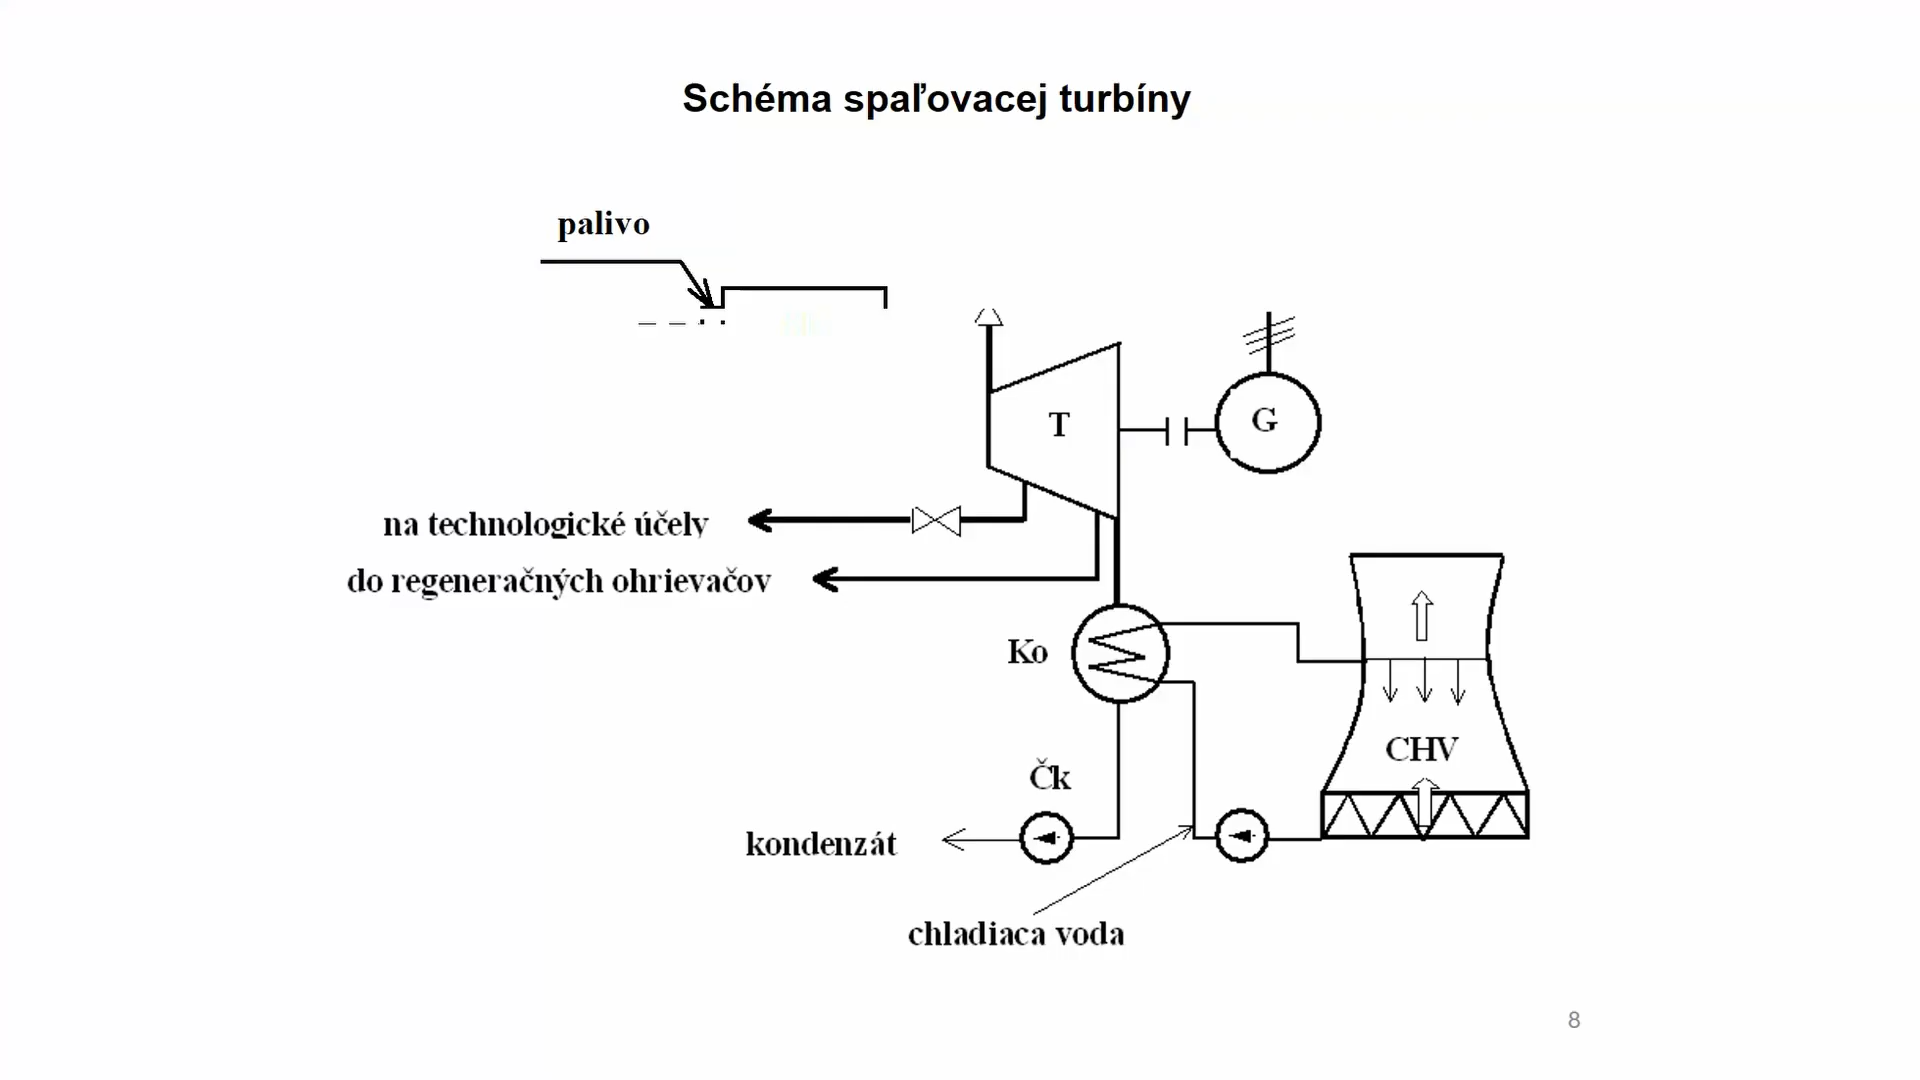 Schéma spaľovacej turbíny
palivo
T
G
na technologické účely
do regeneračných ohrievačov
Ko
CHV
Čk
kondenzát
chladiaca voda
8